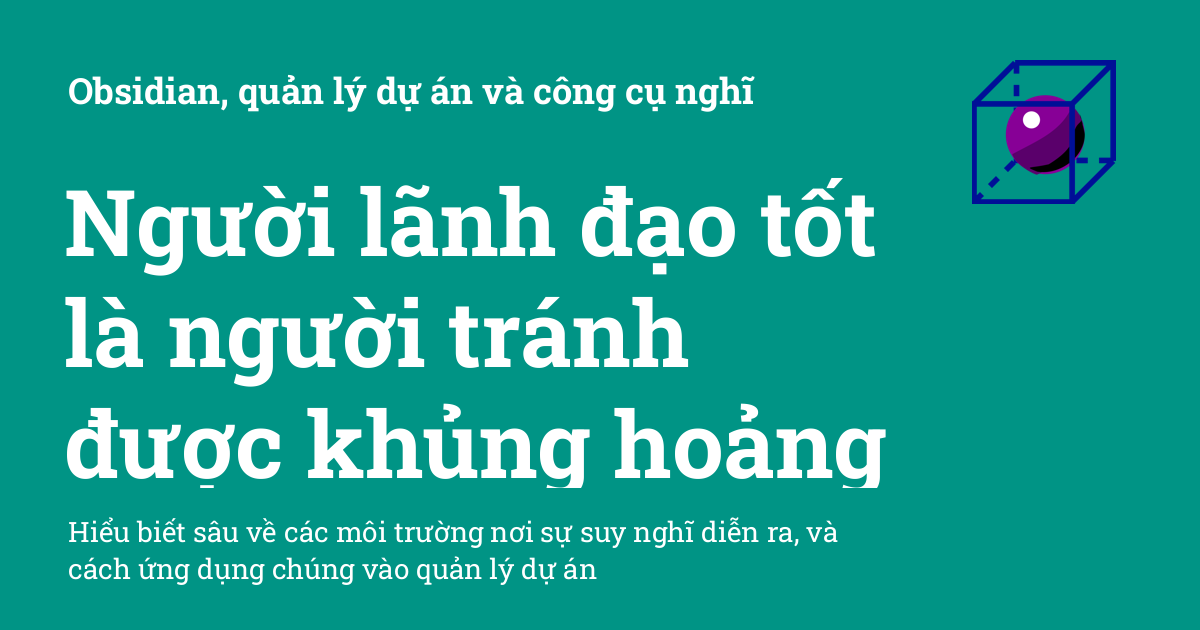 Obsidian, quản lý dự án và công cụ nghĩ
Người lãnh đạo tốt
là người tránh
được khủng hoảng
Hiểu biết sâu về các môi trường nơi sự suy nghĩ diễn ra, và
cách ứng dụng chúng vào quản lý dự án